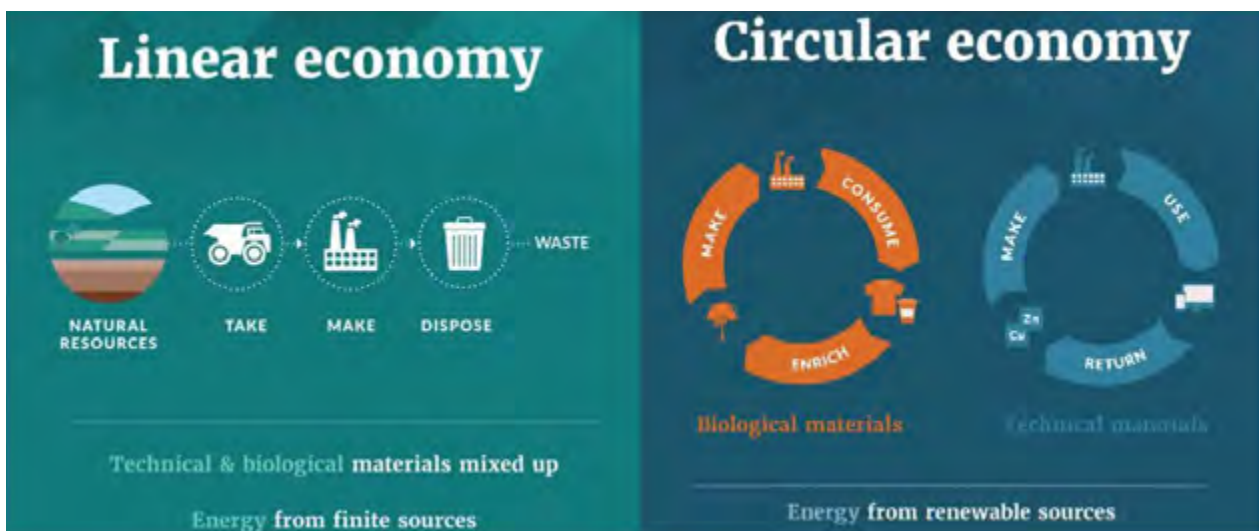 Linear economy
NATURAL
RESOURCES
TAKE
MAKE
DISPOSE
WASTE
Technical & biological materials mixed up
Energy from finite sources
Circular economy
MAKE
CONSUME
ENRICH
Biological materials
MAKE
USE
RETURN
Zn
Technical materials
Energy from renewable sources